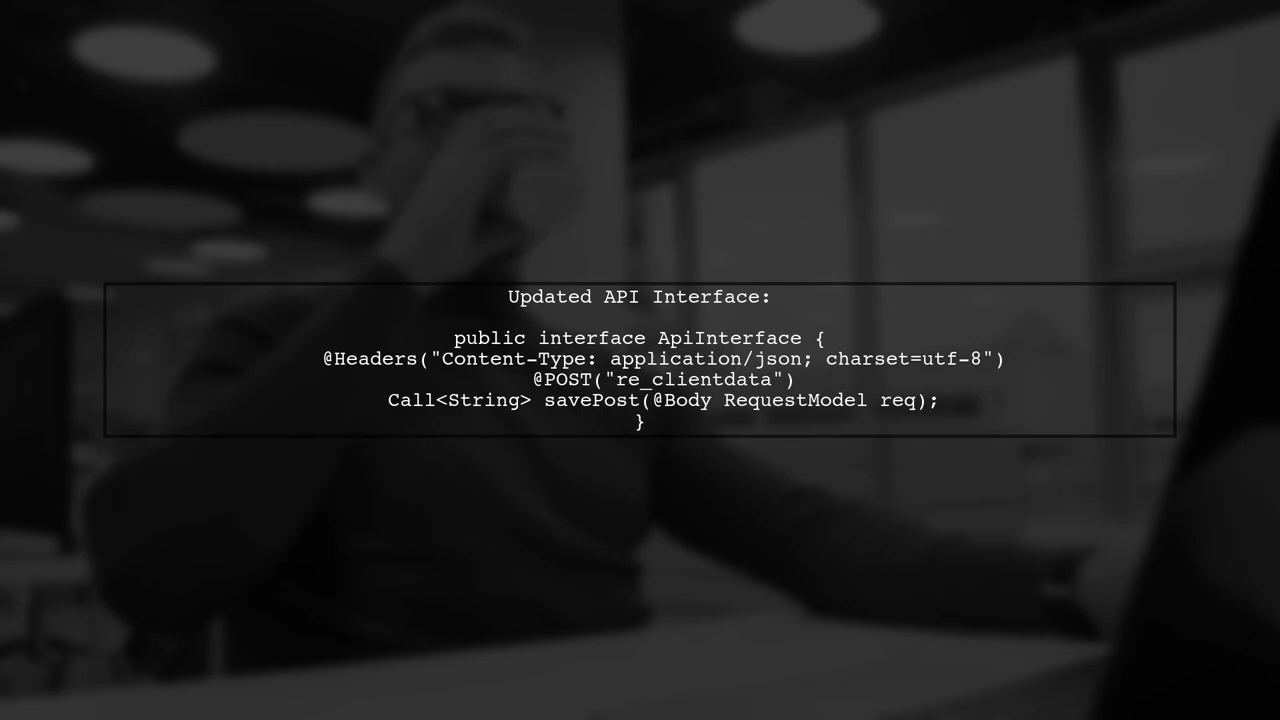 Updated API Interface:
public interface ApiInterface {
@Headers("Content-Type: application/json; charset=utf-8")
@POST("re_clientdata")
Call<String> savePost(@Body RequestModel req);
}